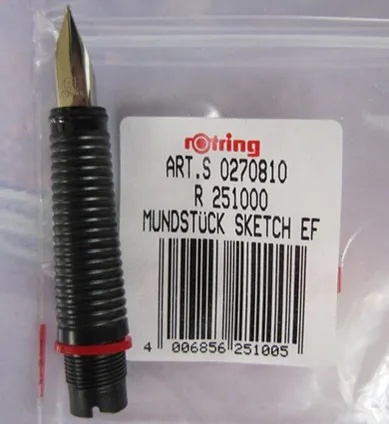 rotring
ART.S 0270810
R 251000
MUNDSTÜCK SKETCH EF
4 006856 251005